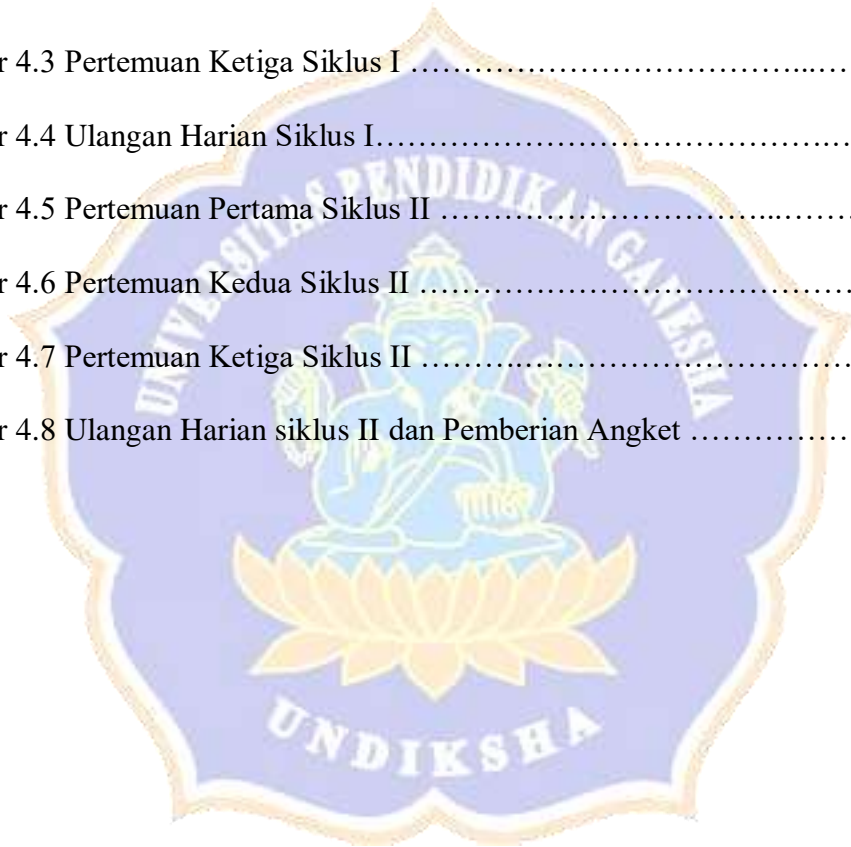 r 4.3 Pertemuan Ketiga Siklus I …………………………………...…
r 4.4 Ulangan Harian Siklus I……………………………………….…
r 4.5 Pertemuan Pertama Siklus II ……………………………...………
r 4.6 Pertemuan Kedua Siklus II ……………………………………
r 4.7 Pertemuan Ketiga Siklus II ……….……………………………
r 4.8 Ulangan Harian siklus II dan Pemberian Angket ……………
UNIVERSITAS PENDIDIKAN GANESHA
UNDIKSHA